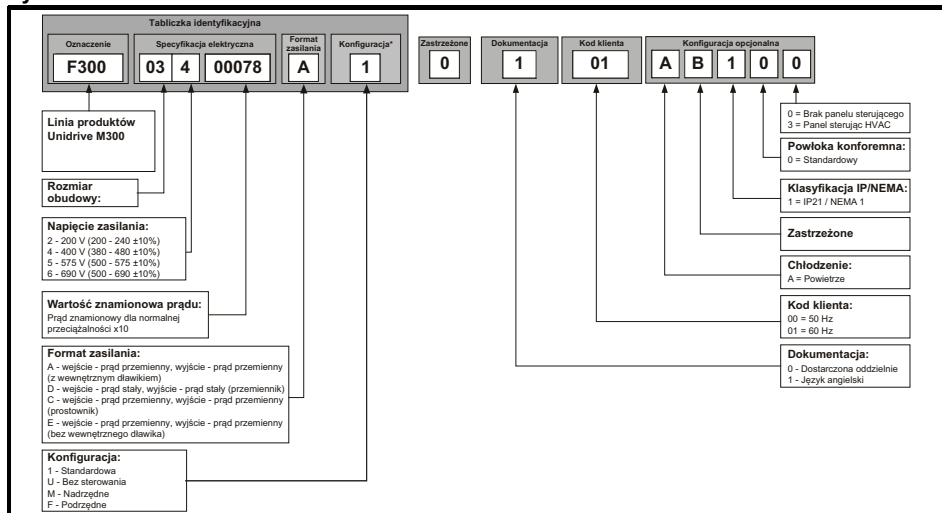 Tabliczka identyfikacyjna
Oznaczenie
Specyfikacja elektryczna
Format
zasilania
Konfiguracja*
Zastrzeżone
Dokumentacja
Kod klienta
Konfiguracja opcjonalna
F300
03 4 00078
A
1
0
1
01
A B 1 0 0
Linia produktów
Unidrive M300
Rozmiar
obudowy:
Napięcie zasilania:
2 - 200 V (200 - 240 ±10%)
4 - 400 V (380 - 480 ±10%)
5 - 575 V (500 - 575 ±10%)
6 - 690 V (500 - 690 ±10%)
Wartość znamionowa prądu:
Prąd znamionowy dla normalnej
przeciążalności x10
Format zasilania:
A - wejście - prąd przemienny, wyjście - prąd przemienny
(z wewnętrznym dławikiem)
D - wejście - prąd stały, wyjście - prąd stały (przemiennik)
C - wejście - prąd przemienny, wyjście - prąd przemienny
(prostownik)
E - wejście - prąd przemienny, wyjście - prąd przemienny
(bez wewnętrznego dławika)
Konfiguracja:
1 - Standardowa
U - Bez sterowania
M - Nadrzędne
F - Podrzędne
0 = Brak panelu sterującego
3 = Panel sterując HVAC
Powłoka konforemna:
0 = Standardowy
Klasyfikacja IP/NEMA:
1 = IP21 / NEMA 1
Zastrzeżone
Chłodzenie:
A = Powietrze
Kod klienta:
00 = 50 Hz
01 = 60 Hz
Dokumentacja:
0 - Dostarczona oddzielnie
1 - Język angielski